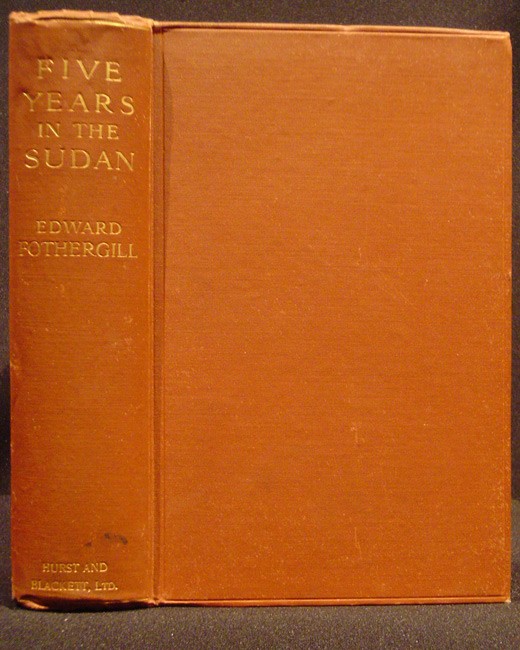 FIVE
YEARS
IN THE
SUDAN
EDWARD
FOTHERGILL
HURST AND
BLACKETT, LTD.